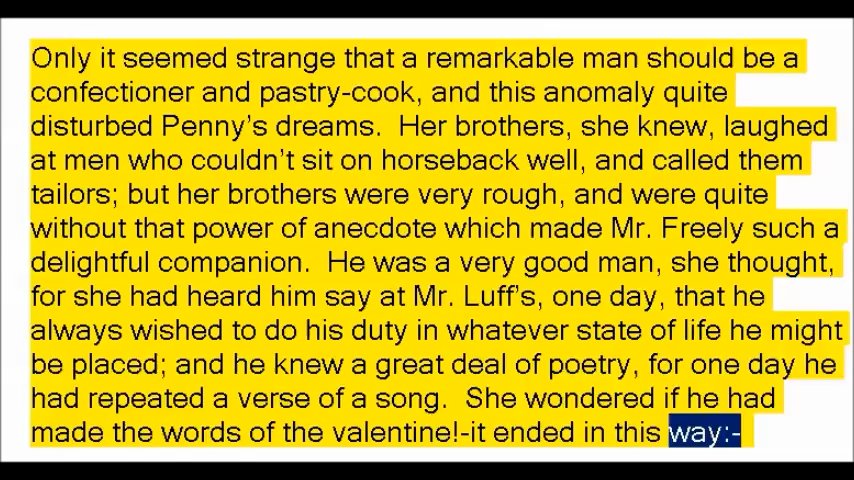 Only it seemed strange that a remarkable man should be a
confectioner and pastry-cook, and this anomaly quite
disturbed Penny's dreams.  Her brothers, she knew, laughed
at men who couldn't sit on horseback well, and called them
tailors; but her brothers were very rough, and were quite
without that power of anecdote which made Mr. Freely such a
delightful companion.  He was a very good man, she thought,
for she had heard him say at Mr. Luff's, one day, that he
always wished to do his duty in whatever state of life he might
be placed; and he knew a great deal of poetry, for one day he
had repeated a verse of a song.  She wondered if he had
made the words of the valentine!-it ended in this way:-